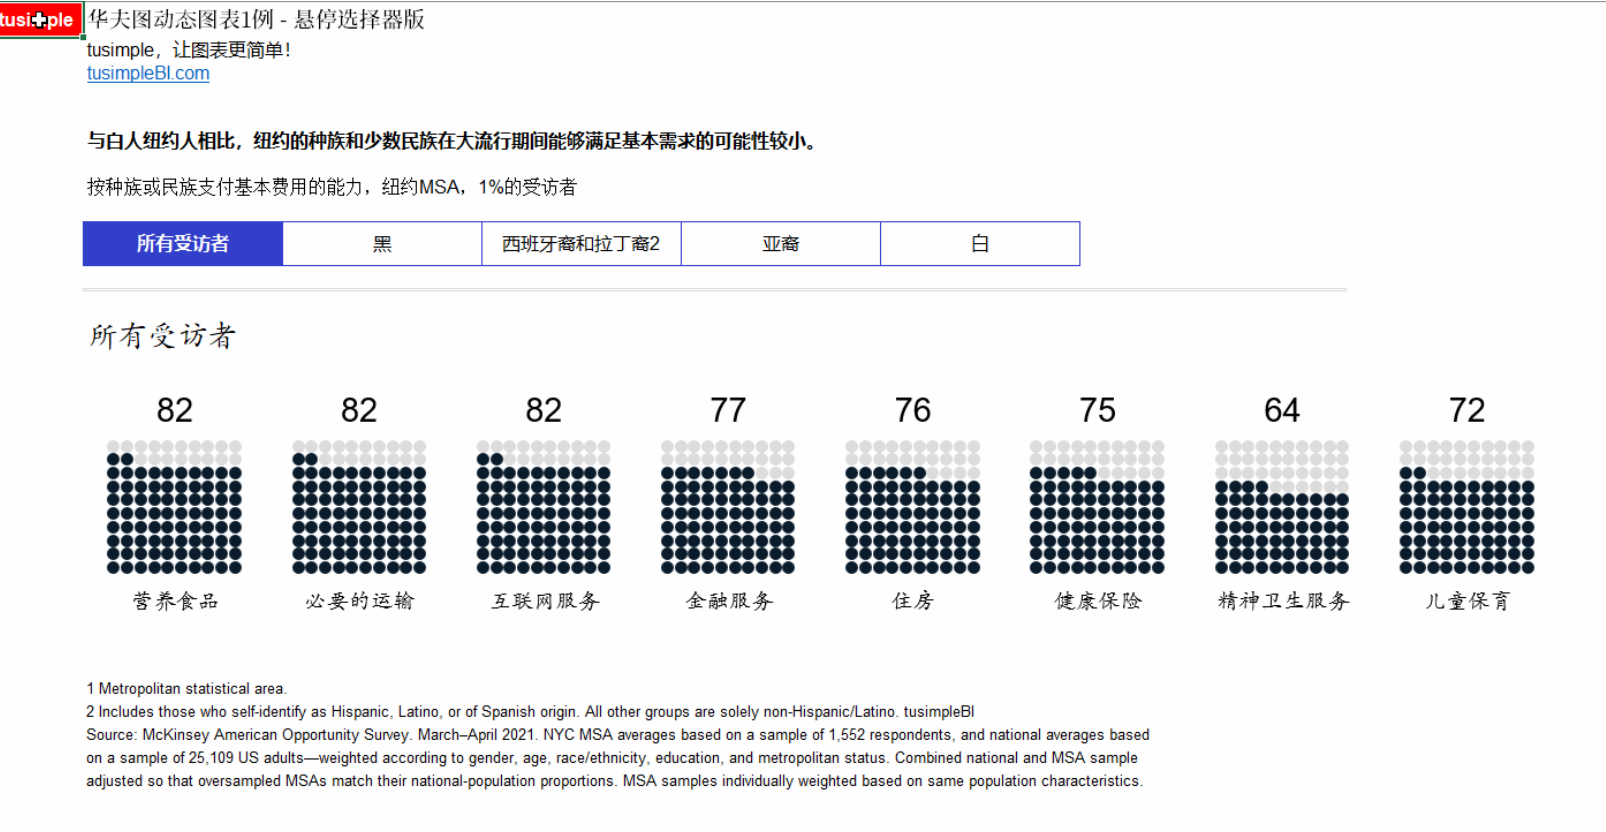 tusimple
华夫图动态图表1例 - 悬停选择器版
tusimple，让图表更简单！
tusimpleBI.com
与白人纽约人相比，纽约的种族和少数民族在大流行期间能够满足基本需求的可能性较小。
按种族或民族支付基本费用的能力，纽约MSA，1%的受访者
所有受访者 黑 西班牙裔和拉丁裔2 亚裔 白
所有受访者
82 82 82 77 76 75 64 72
营养食品 必要的运输 互联网服务 金融服务 住房 健康保险 精神卫生服务 儿童保育
1 Metropolitan statistical area.
2 Includes those who self-identify as Hispanic, Latino, or of Spanish origin. All other groups are solely non-Hispanic/Latino. tusimpleBI
Source: McKinsey American Opportunity Survey. March–April 2021. NYC MSA averages based on a sample of 1,552 respondents, and national averages based
on a sample of 25,109 US adults—weighted according to gender, age, race/ethnicity, education, and metropolitan status. Combined national and MSA sample
adjusted so that oversampled MSAs match their national-population proportions. MSA samples individually weighted based on same population characteristics.